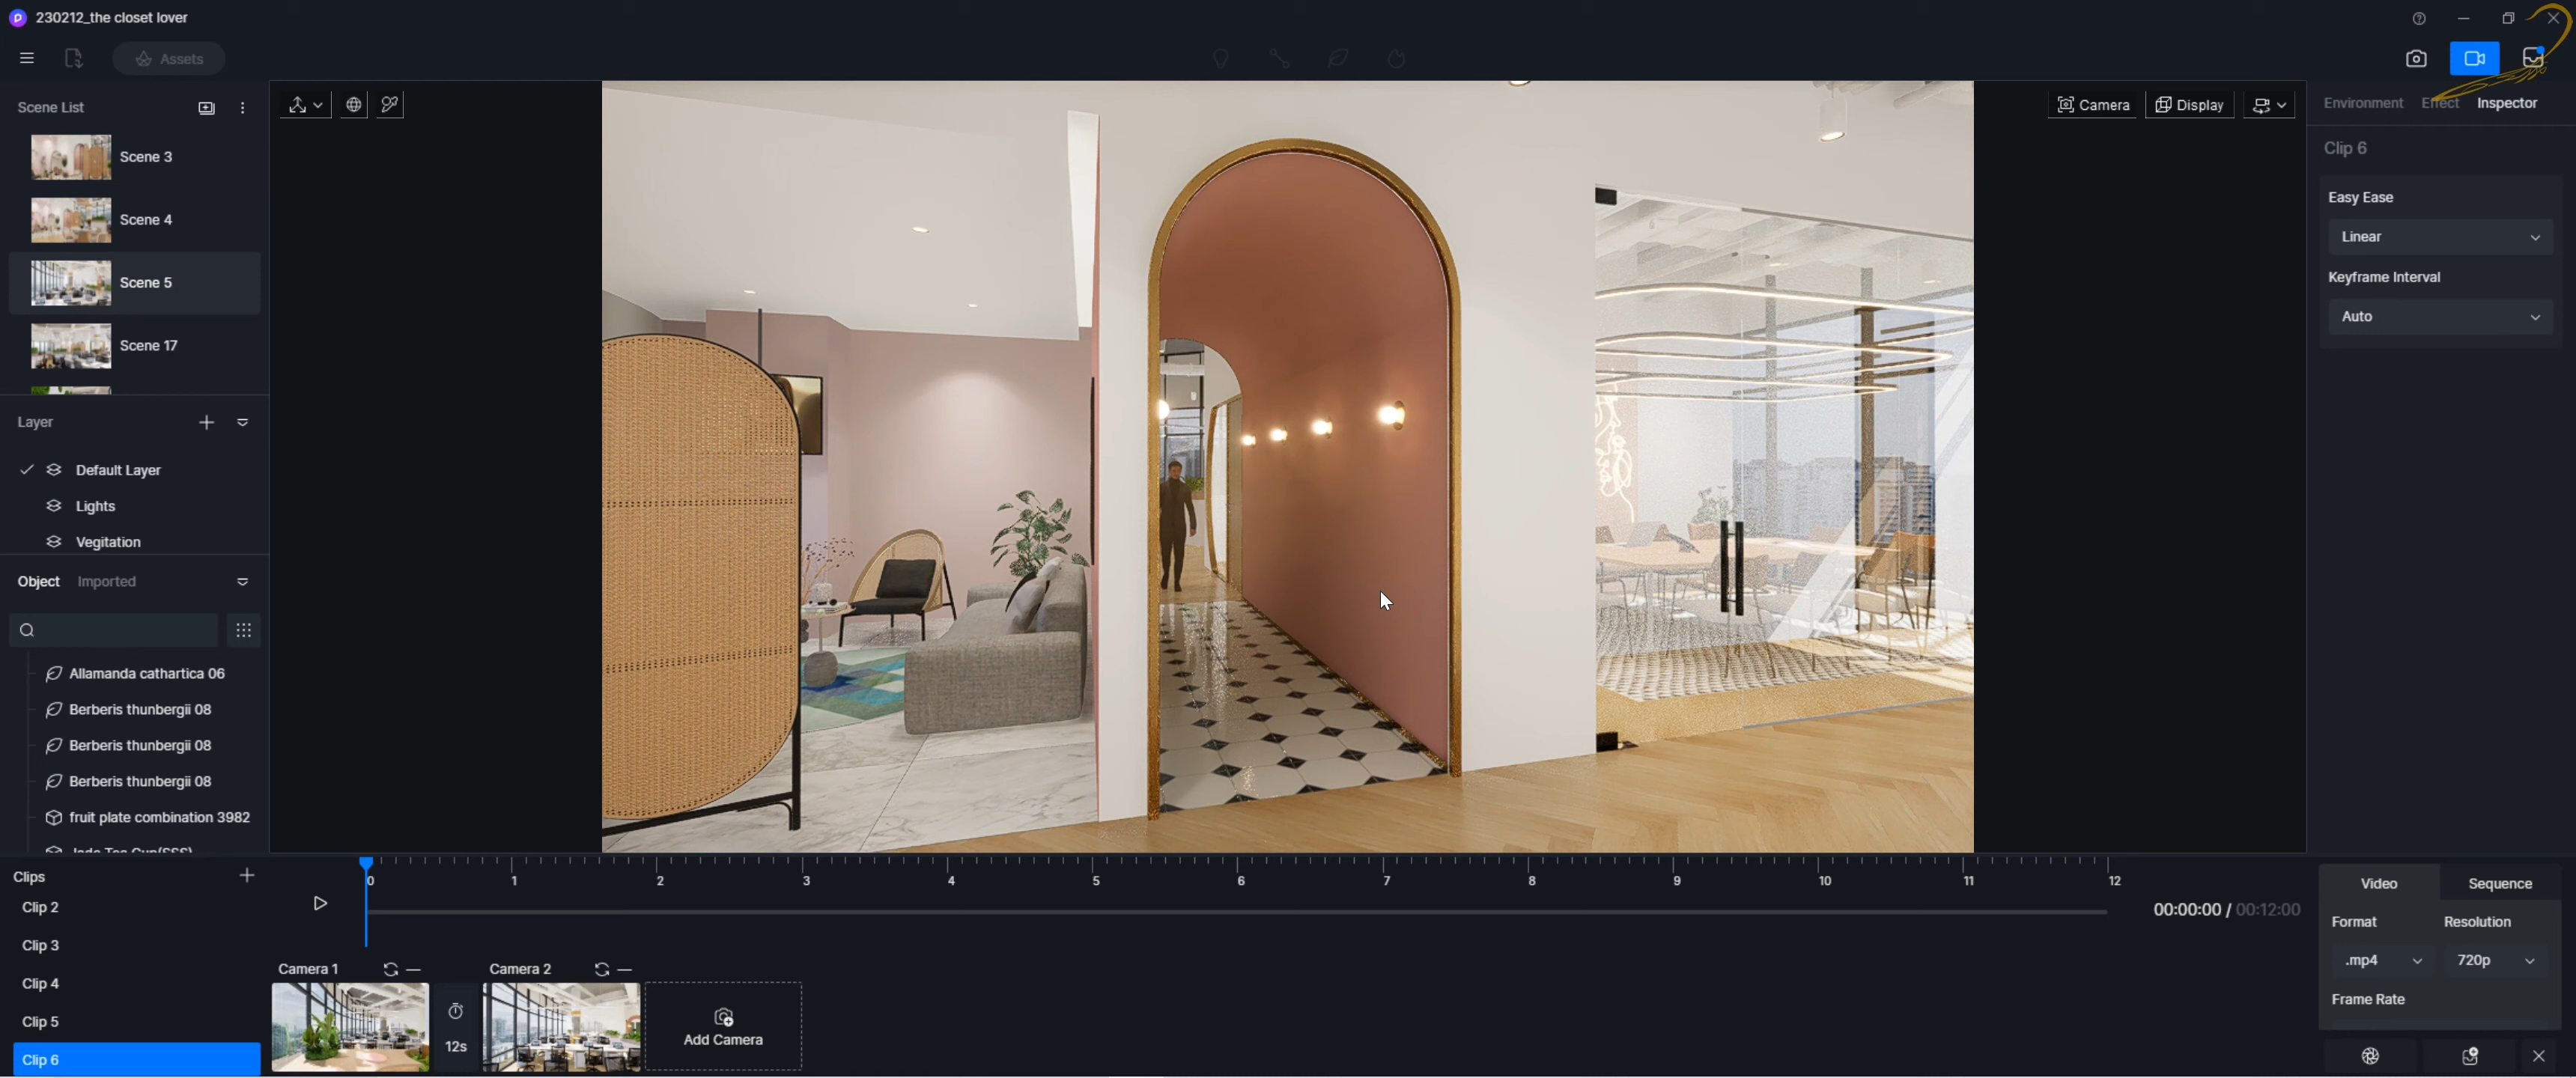 230212_the closet lover
Assets
Scene List
Scene 3
Scene 4
Scene 5
Scene 17
Layer
Default Layer
Lights
Vegitation
Object Imported
Allamanda cathartica 06
Berberis thunbergii 08
Berberis thunbergii 08
Berberis thunbergii 08
fruit plate combination 3982
Camera Display
Environment Effect Inspector
Clip 6
Easy Ease
Linear
Keyframe Interval
Auto
Clips
Clip 2
Clip 3
Clip 4
Clip 5
Clip 6
0 1 2 3 4 5 6 7 8 9 10 11 12
00:00:00 / 00:12:00
Camera 1
12s
Camera 2
Add Camera
Video Sequence
Format Resolution
.mp4 720p
Frame Rate